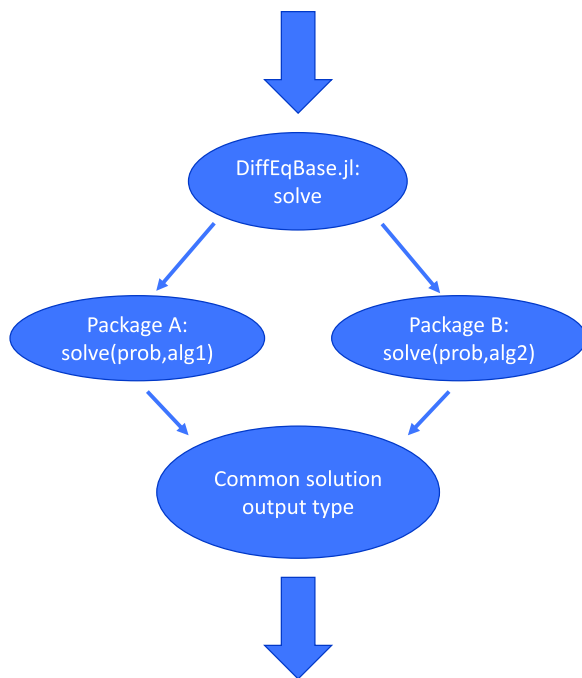 DiffEqBase.jl:
solve
Package A:
solve(prob,alg1)
Package B:
solve(prob,alg2)
Common solution
output type